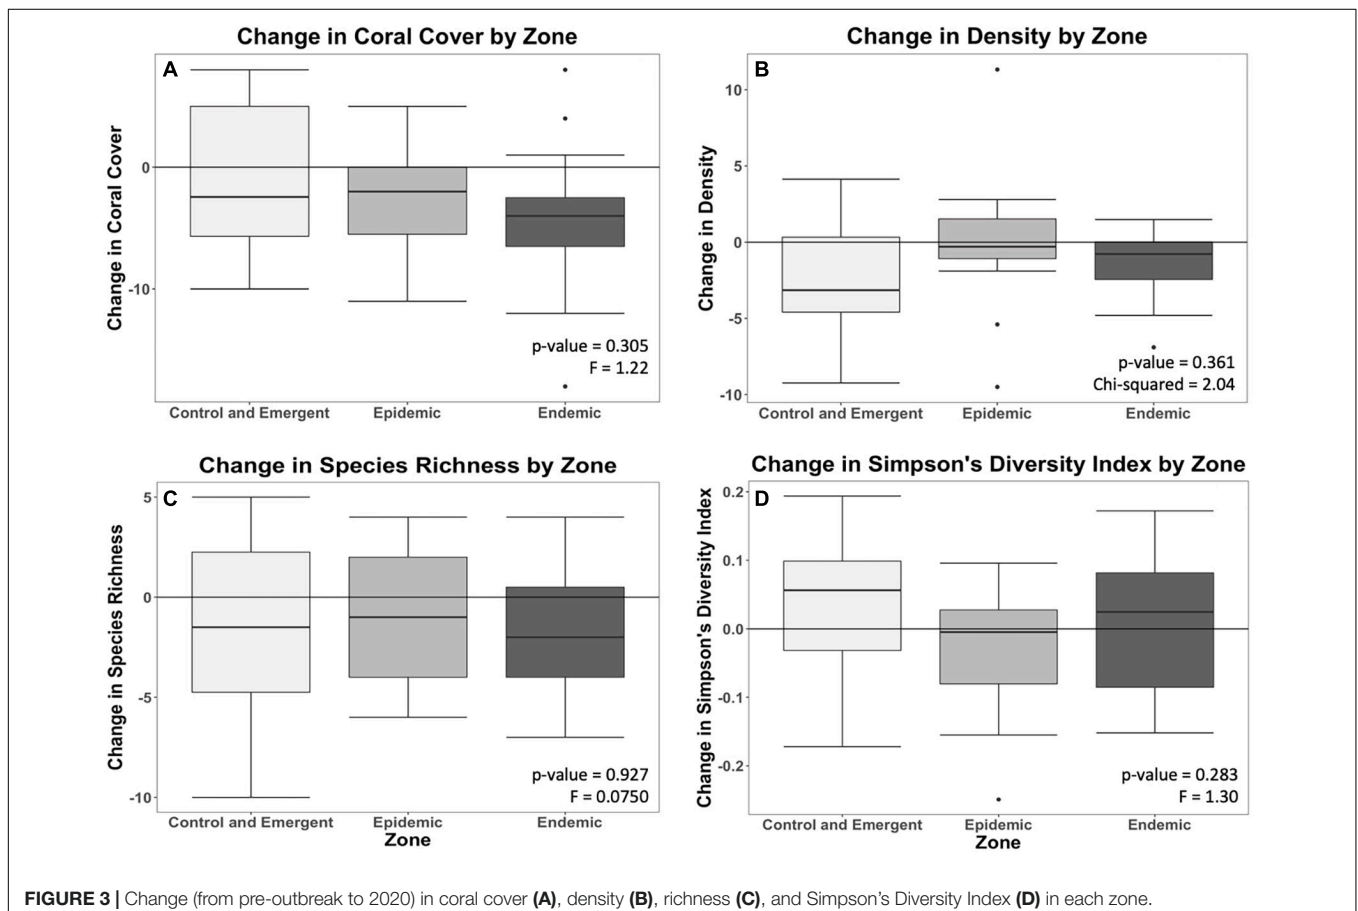 Change in Coral Cover by Zone
A
Change in Coral Cover
0
-10
p-value = 0.305
F = 1.22
Control and Emergent Epidemic Endemic
Change in Density by Zone
B
Change in Density
10
5
0
-5
-10
p-value = 0.361
Chi-squared = 2.04
Control and Emergent Epidemic Endemic
Change in Species Richness by Zone
C
Change in Species Richness
5
0
-5
-10
p-value = 0.927
F = 0.0750
Control and Emergent Epidemic Endemic
Zone
Change in Simpson's Diversity Index by Zone
D
Change in Simpson's Diversity Index
0.2
0.1
0.0
-0.1
-0.2
p-value = 0.283
F = 1.30
Control and Emergent Epidemic Endemic
Zone
FIGURE 3 | Change (from pre-outbreak to 2020) in coral cover (A), density (B), richness (C), and Simpson’s Diversity Index (D) in each zone.